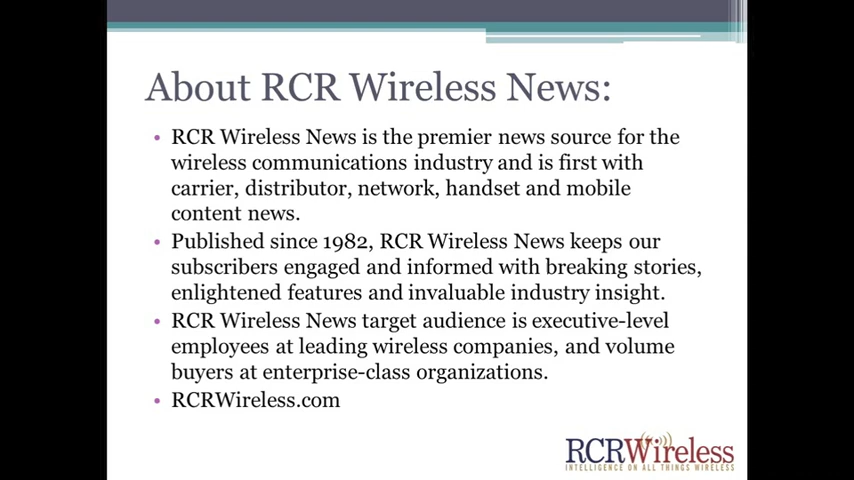 About RCR Wireless News:
• RCR Wireless News is the premier news source for the
wireless communications industry and is first with
carrier, distributor, network, handset and mobile
content news.
• Published since 1982, RCR Wireless News keeps our
subscribers engaged and informed with breaking stories,
enlightened features and invaluable industry insight.
• RCR Wireless News target audience is executive-level
employees at leading wireless companies, and volume
buyers at enterprise-class organizations.
• RCRWireless.com
RCRWireless
INTELLIGENCE ON ALL THINGS WIRELESS